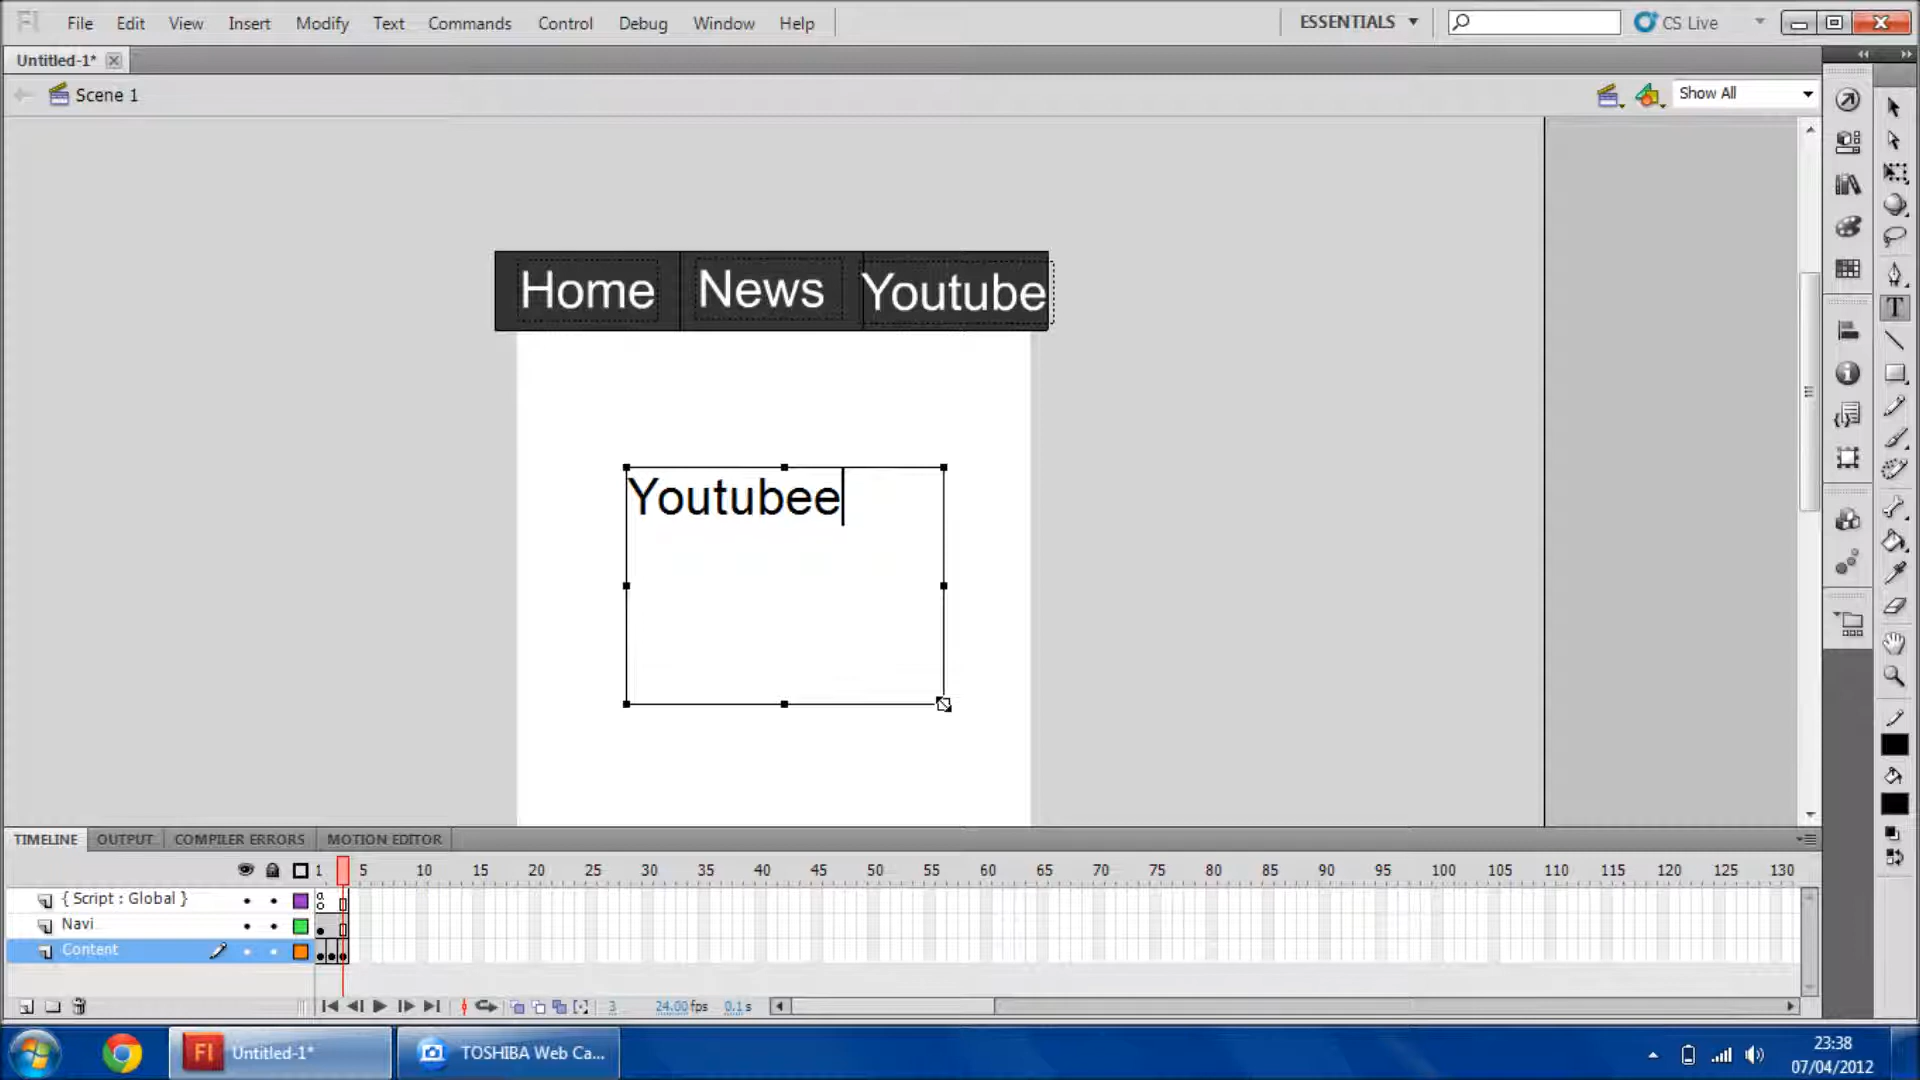 Fl File Edit View Insert Modify Text Commands Control Debug Window Help ESSENTIALS CS Live
Untitled-1*
Scene 1 Show All
Home News Youtube
Youtubee
T
TIMELINE OUTPUT COMPILER ERRORS MOTION EDITOR
1 5 10 15 20 25 30 35 40 45 50 55 60 65 70 75 80 85 90 95 100 105 110 115 120 125 130
{ Script : Global }
Navi
Content
3 24.00 fps 0.1 s
Fl Untitled-1* TOSHIBA Web Ca...
23:38
07/04/2012